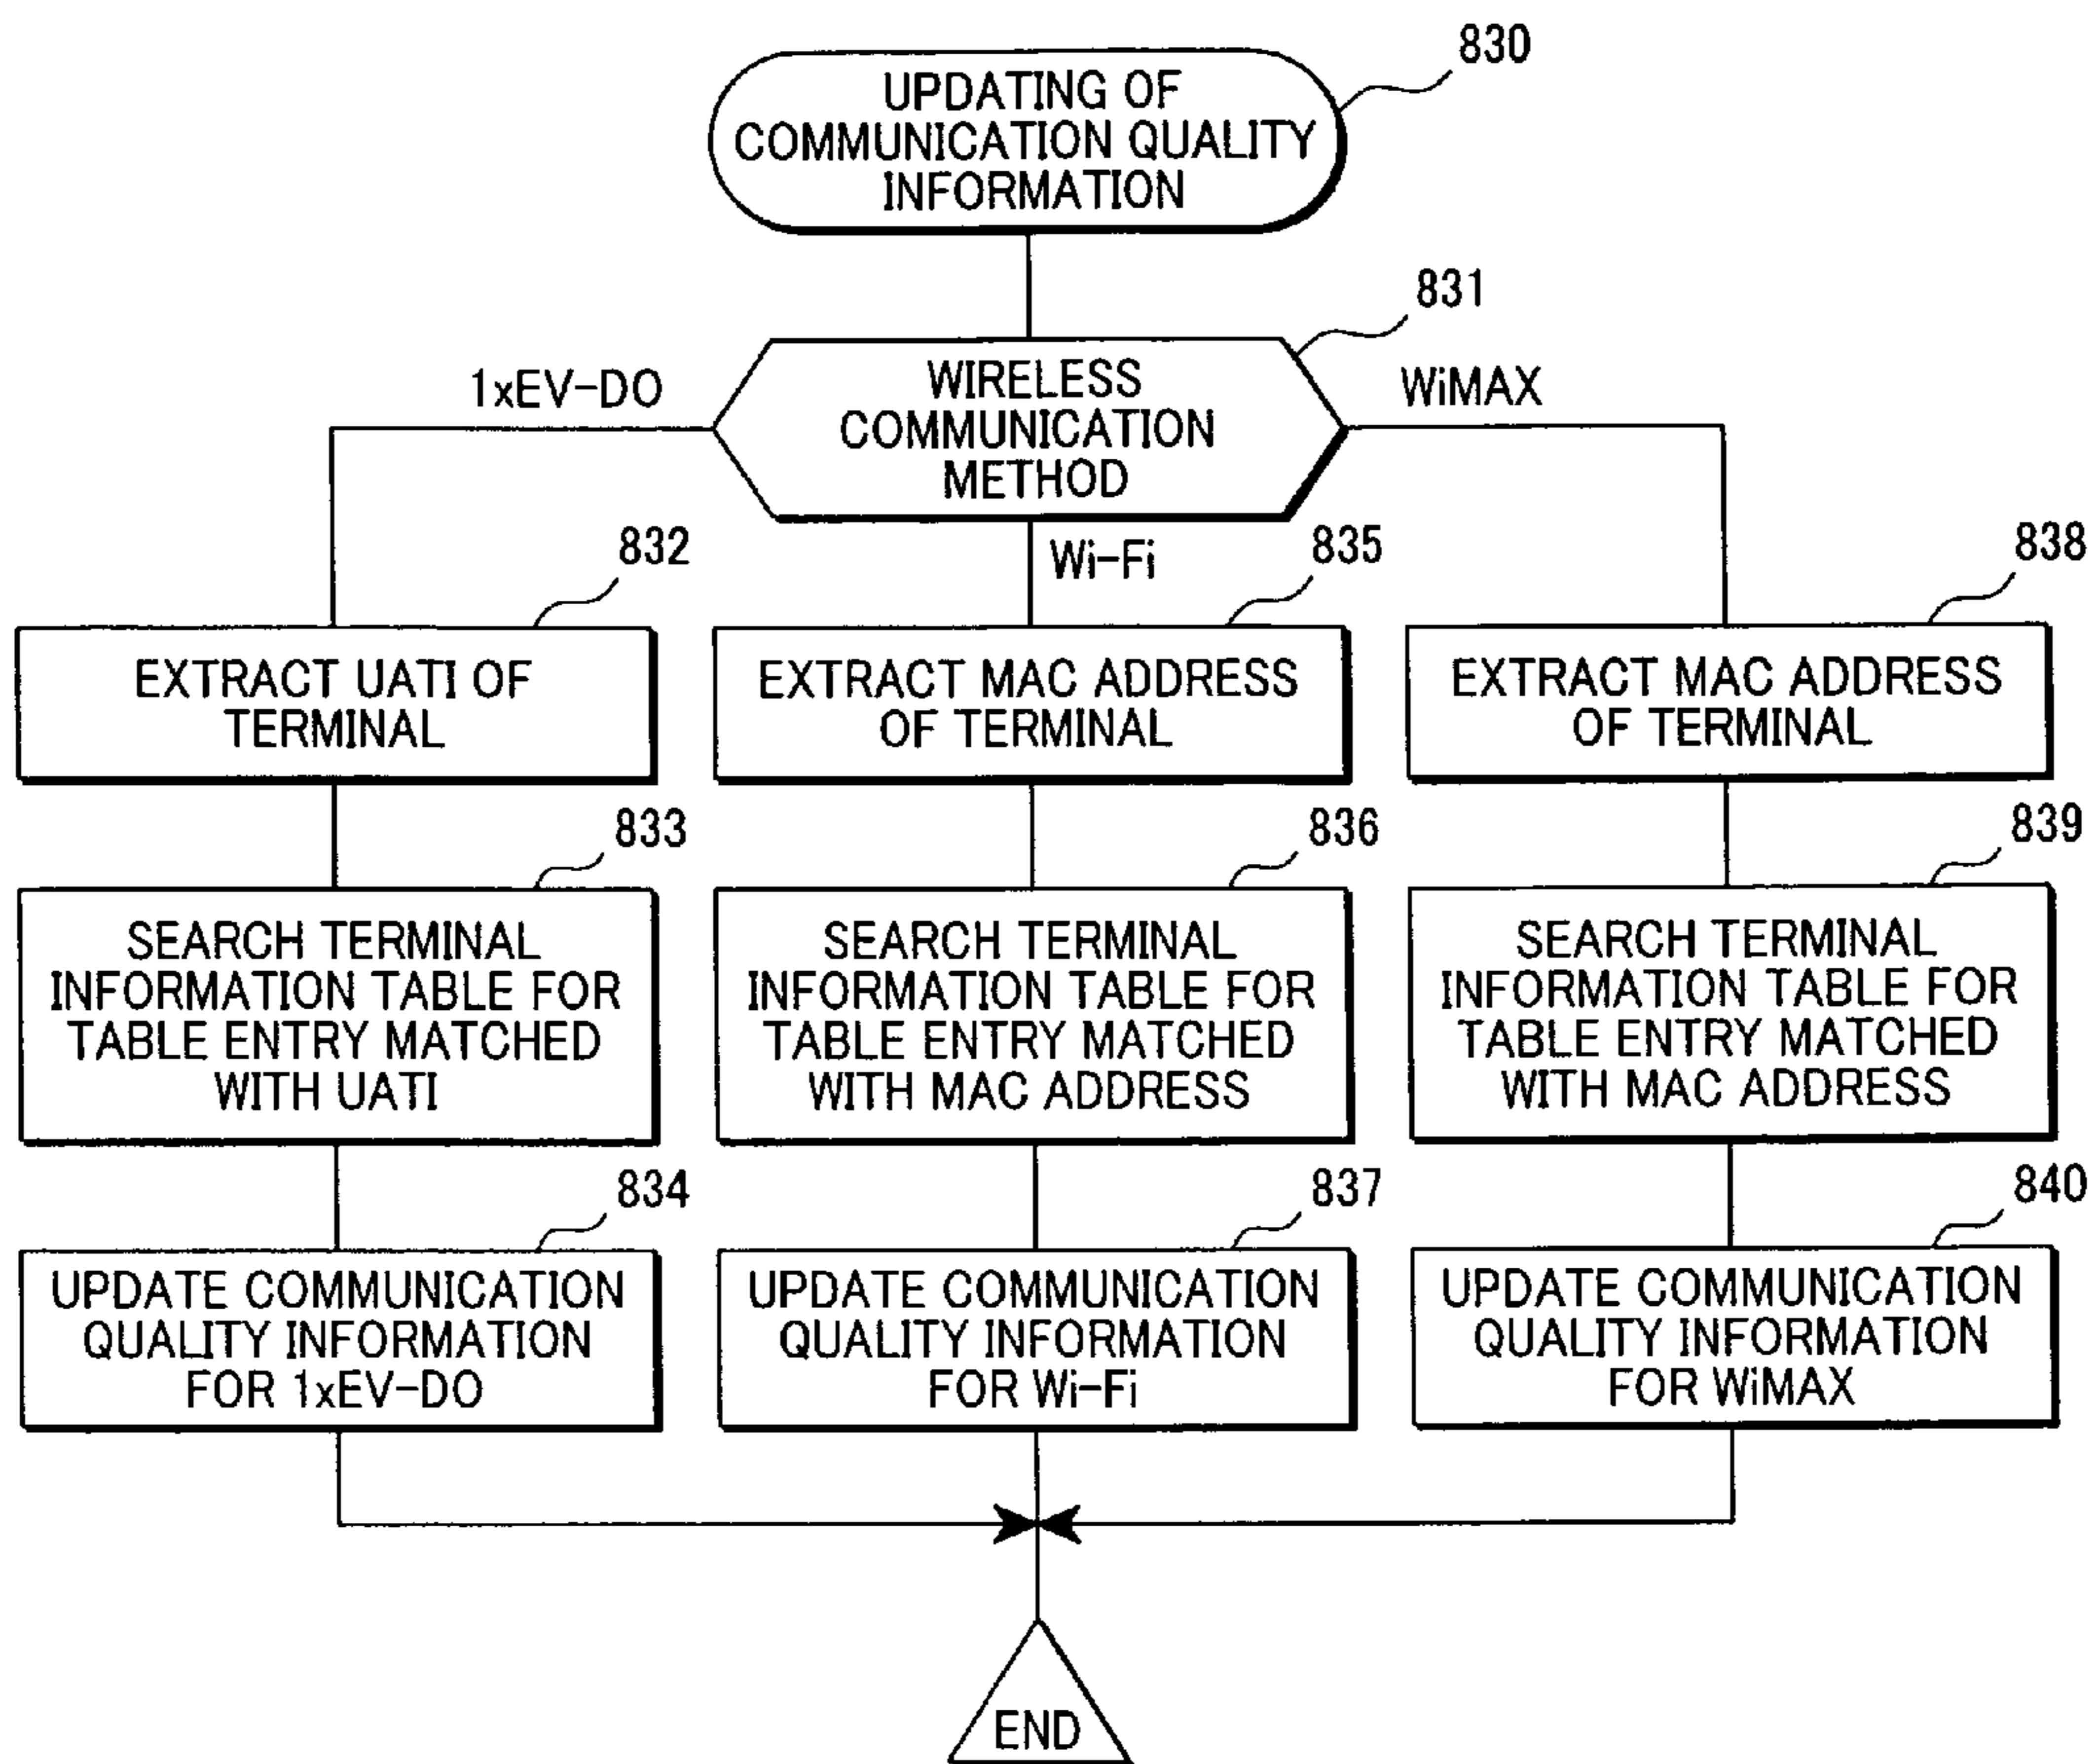 830
UPDATING OF
COMMUNICATION QUALITY
INFORMATION
831
1xEV-DO
WIRELESS
COMMUNICATION
METHOD
WiMAX
Wi-Fi
832
EXTRACT UATI OF
TERMINAL
833
SEARCH TERMINAL
INFORMATION TABLE FOR
TABLE ENTRY MATCHED
WITH UATI
834
UPDATE COMMUNICATION
QUALITY INFORMATION
FOR 1xEV-DO
835
EXTRACT MAC ADDRESS
OF TERMINAL
836
SEARCH TERMINAL
INFORMATION TABLE FOR
TABLE ENTRY MATCHED
WITH MAC ADDRESS
837
UPDATE COMMUNICATION
QUALITY INFORMATION
FOR Wi-Fi
838
EXTRACT MAC ADDRESS
OF TERMINAL
839
SEARCH TERMINAL
INFORMATION TABLE FOR
TABLE ENTRY MATCHED
WITH MAC ADDRESS
840
UPDATE COMMUNICATION
QUALITY INFORMATION
FOR WiMAX
END